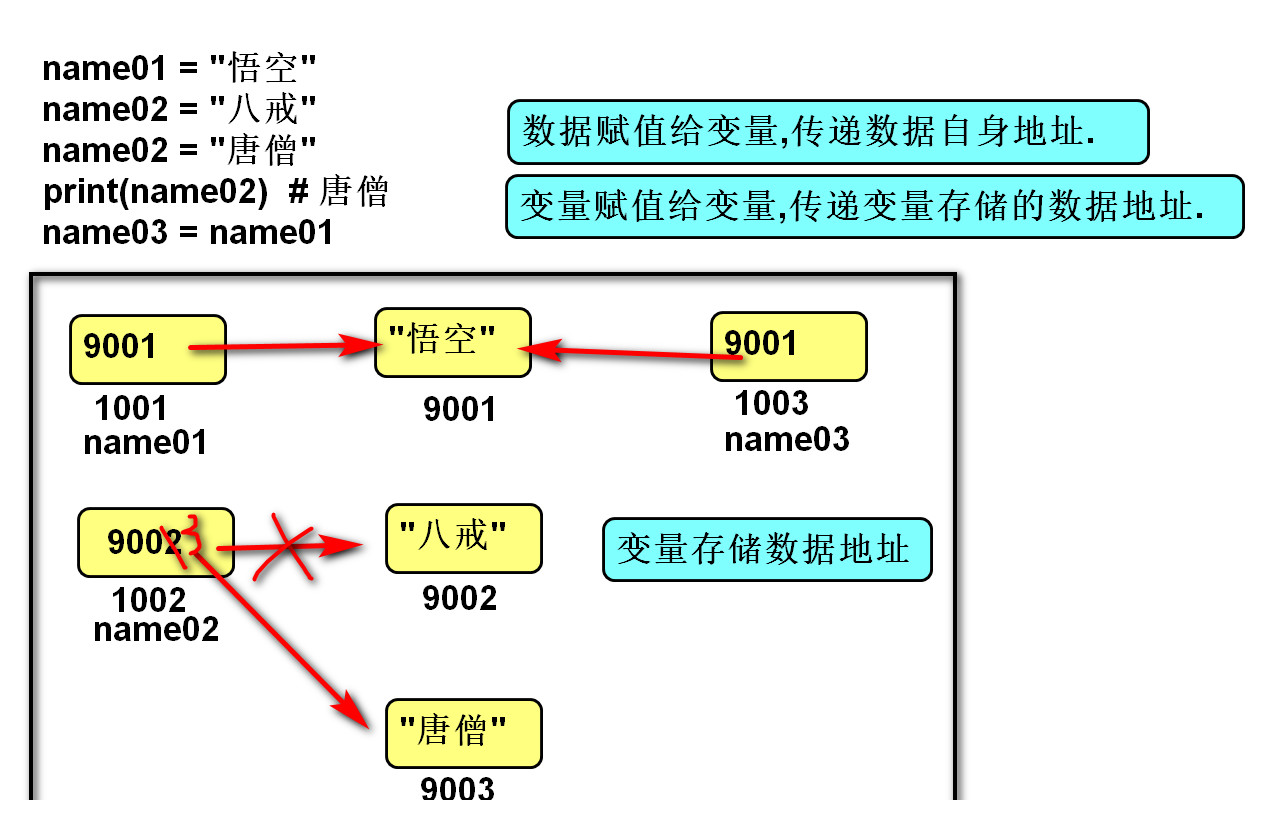 name01 = "悟空"
name02 = "八戒"
name02 = "唐僧"
print(name02)  # 唐僧
name03 = name01
数据赋值给变量,传递数据自身地址.
变量赋值给变量,传递变量存储的数据地址.
9001
"悟空"
9001
1001
name01
9001
1003
name03
9002
3
"八戒"
变量存储数据地址
1002
name02
9002
"唐僧"
9003